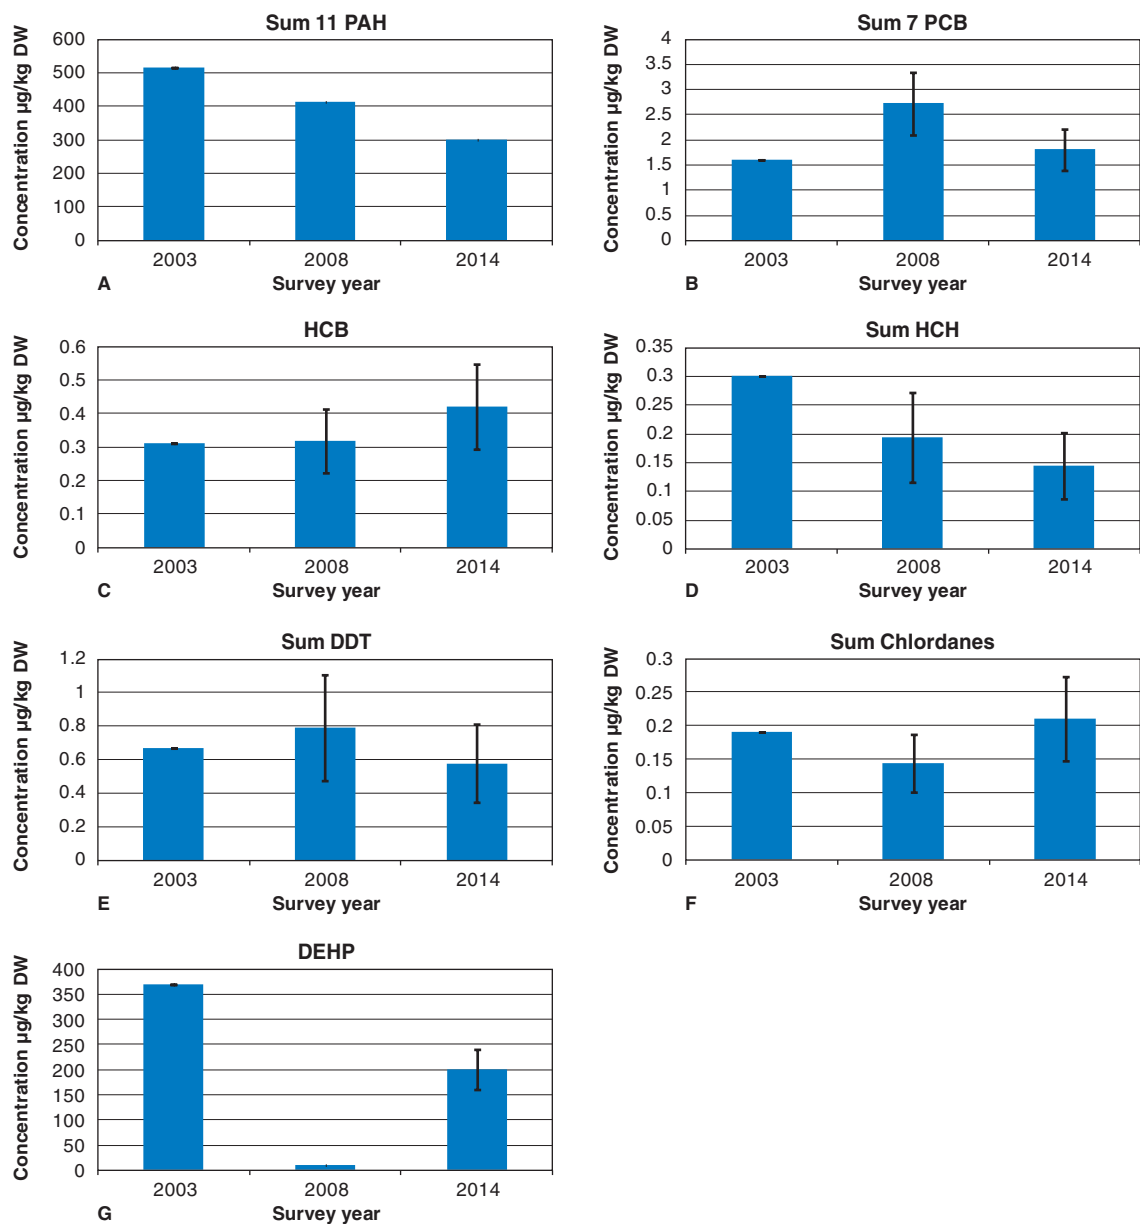 Sum 11 PAH
Concentration µg/kg DW
600
500
400
300
200
100
0
2003 2008 2014
A Survey year
Sum 7 PCB
Concentration µg/kg DW
4
3.5
3
2.5
2
1.5
1
0.5
0
2003 2008 2014
B Survey year
HCB
Concentration µg/kg DW
0.6
0.5
0.4
0.3
0.2
0.1
0
2003 2008 2014
C Survey year
Sum HCH
Concentration µg/kg DW
0.35
0.3
0.25
0.2
0.15
0.1
0.05
0
2003 2008 2014
D Survey year
Sum DDT
Concentration µg/kg DW
1.2
1
0.8
0.6
0.4
0.2
0
2003 2008 2014
E Survey year
Sum Chlordanes
Concentration µg/kg DW
0.3
0.25
0.2
0.15
0.1
0.05
0
2003 2008 2014
F Survey year
DEHP
Concentration µg/kg DW
400
350
300
250
200
150
100
50
0
2003 2008 2014
G Survey year